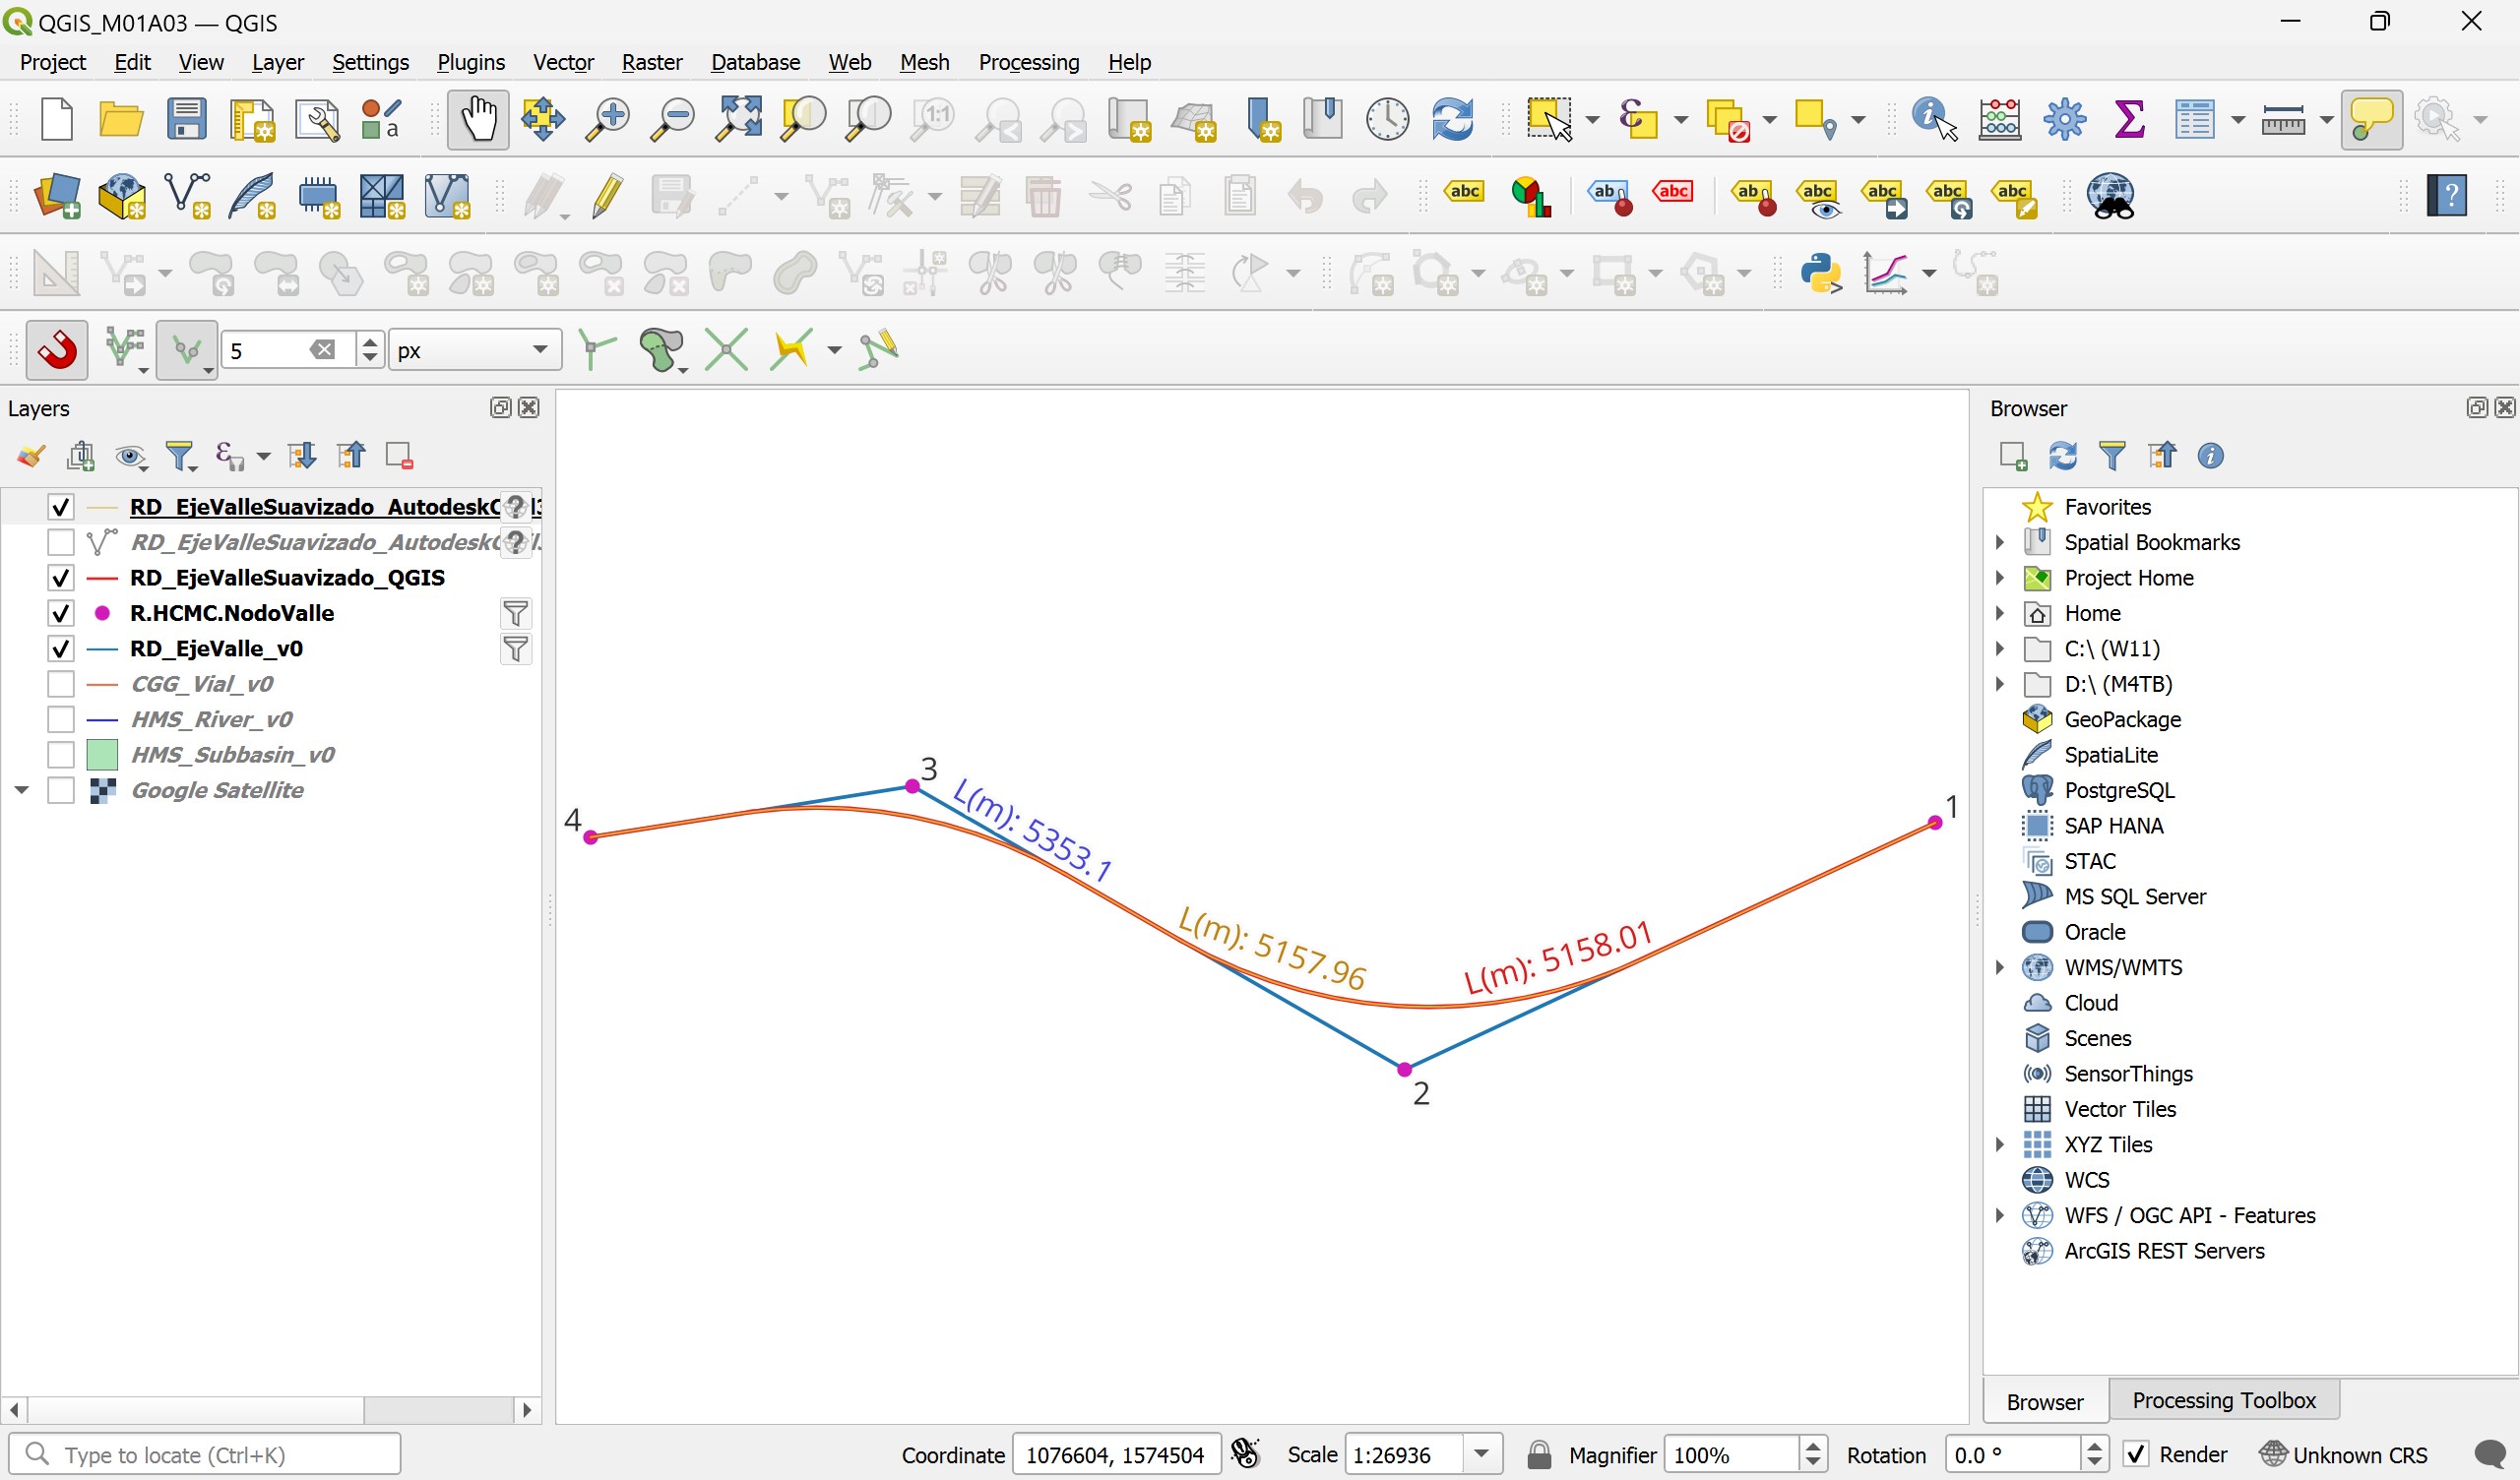 QGIS_M01A03 — QGIS
Project Edit View Layer Settings Plugins Vector Raster Database Web Mesh Processing Help
5 px
Layers
RD_EjeValleSuavizado_AutodeskC
RD_EjeValleSuavizado_AutodeskC
RD_EjeValleSuavizado_QGIS
R.HCMC.NodoValle
RD_EjeValle_v0
CGG_Vial_v0
HMS_River_v0
HMS_Subbasin_v0
Google Satellite
3
L(m): 5353.1
4
1
L(m): 5157.96
L(m): 5158.01
2
Browser
Favorites
Spatial Bookmarks
Project Home
Home
C:\ (W11)
D:\ (M4TB)
GeoPackage
SpatiaLite
PostgreSQL
SAP HANA
STAC
MS SQL Server
Oracle
WMS/WMTS
Cloud
Scenes
SensorThings
Vector Tiles
XYZ Tiles
WCS
WFS / OGC API - Features
ArcGIS REST Servers
Browser Processing Toolbox
Type to locate (Ctrl+K) Coordinate 1076604, 1574504 Scale 1:26936 Magnifier 100% Rotation 0.0 ° Render Unknown CRS